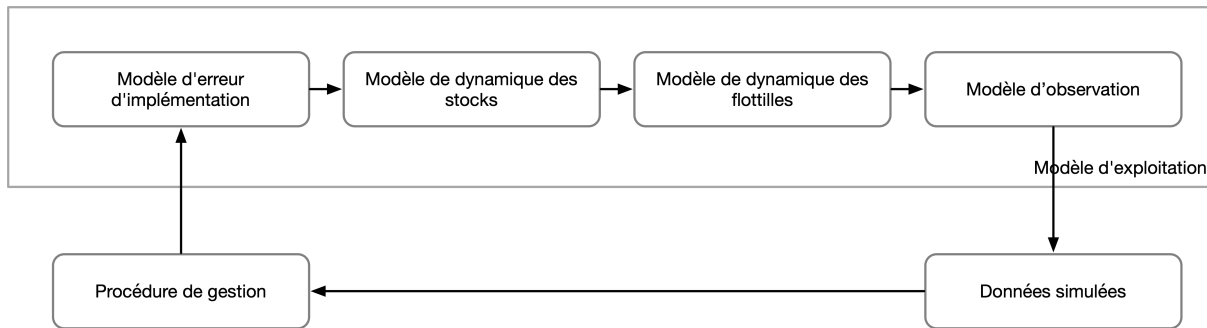 Modèle d'erreur
d'implémentation
Modèle de dynamique des
stocks
Modèle de dynamique des
flottilles
Modèle d’observation
Modèle d'exploitation
Procédure de gestion
Données simulées